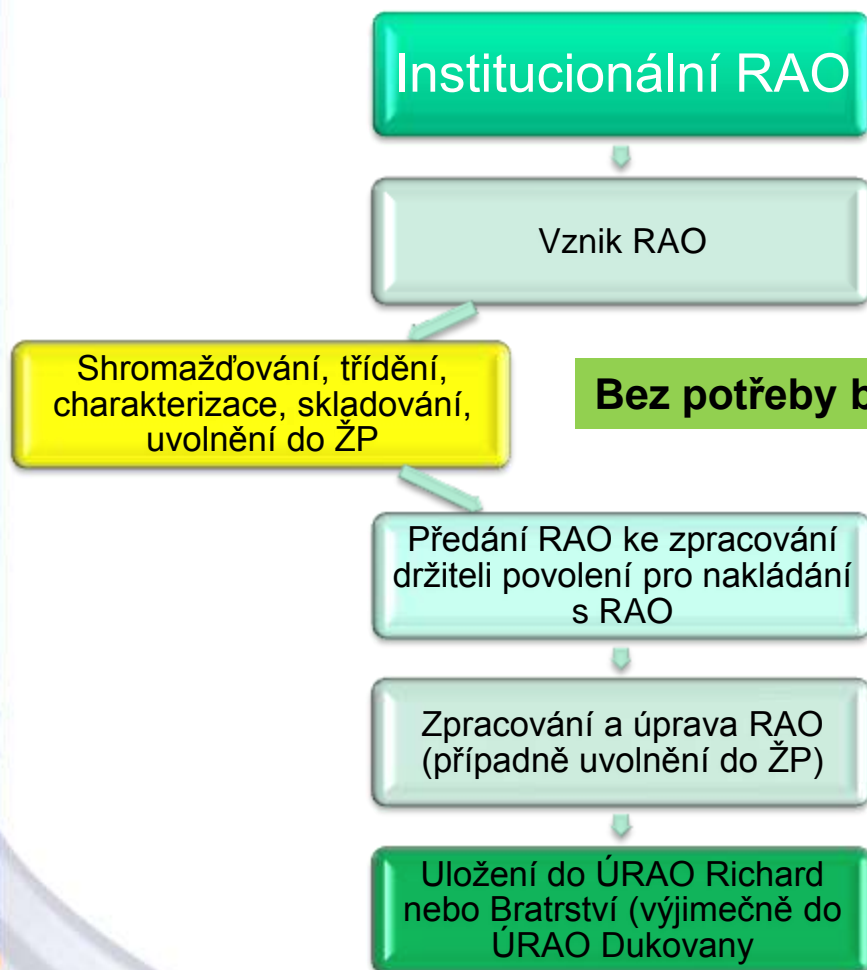 Institucionální RAO
Vznik RAO
Shromažďování, třídění,
charakterizace, skladování,
uvolnění do ŽP
Bez potřeby
Předání RAO ke zpracování
držiteli povolení pro nakládání
s RAO
Zpracování a úprava RAO
(případně uvolnění do ŽP)
Uložení do ÚRAO Richard
nebo Bratrství (výjimečně do
ÚRAO Dukovany